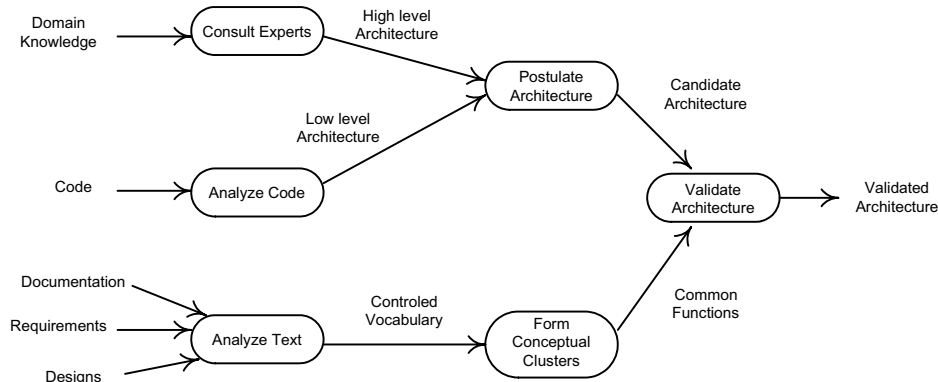 Domain
Knowledge
Consult Experts
High level
Architecture
Postulate
Architecture
Candidate
Architecture
Low level
Architecture
Code
Analyze Code
Validate
Architecture
Validated
Architecture
Documentation
Requirements
Designs
Analyze Text
Controled
Vocabulary
Form
Conceptual
Clusters
Common
Functions